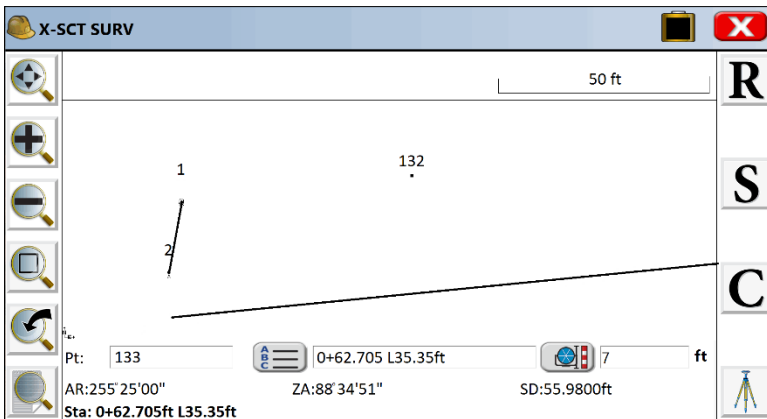 X-SCT SURV
50 ft
R
1
132
S
2
C
Pt: 133 ABC 0+62.705 L35.35ft 7 ft
AR:255°25'00" ZA:88°34'51" SD:55.9800ft
Sta: 0+62.705ft L35.35ft